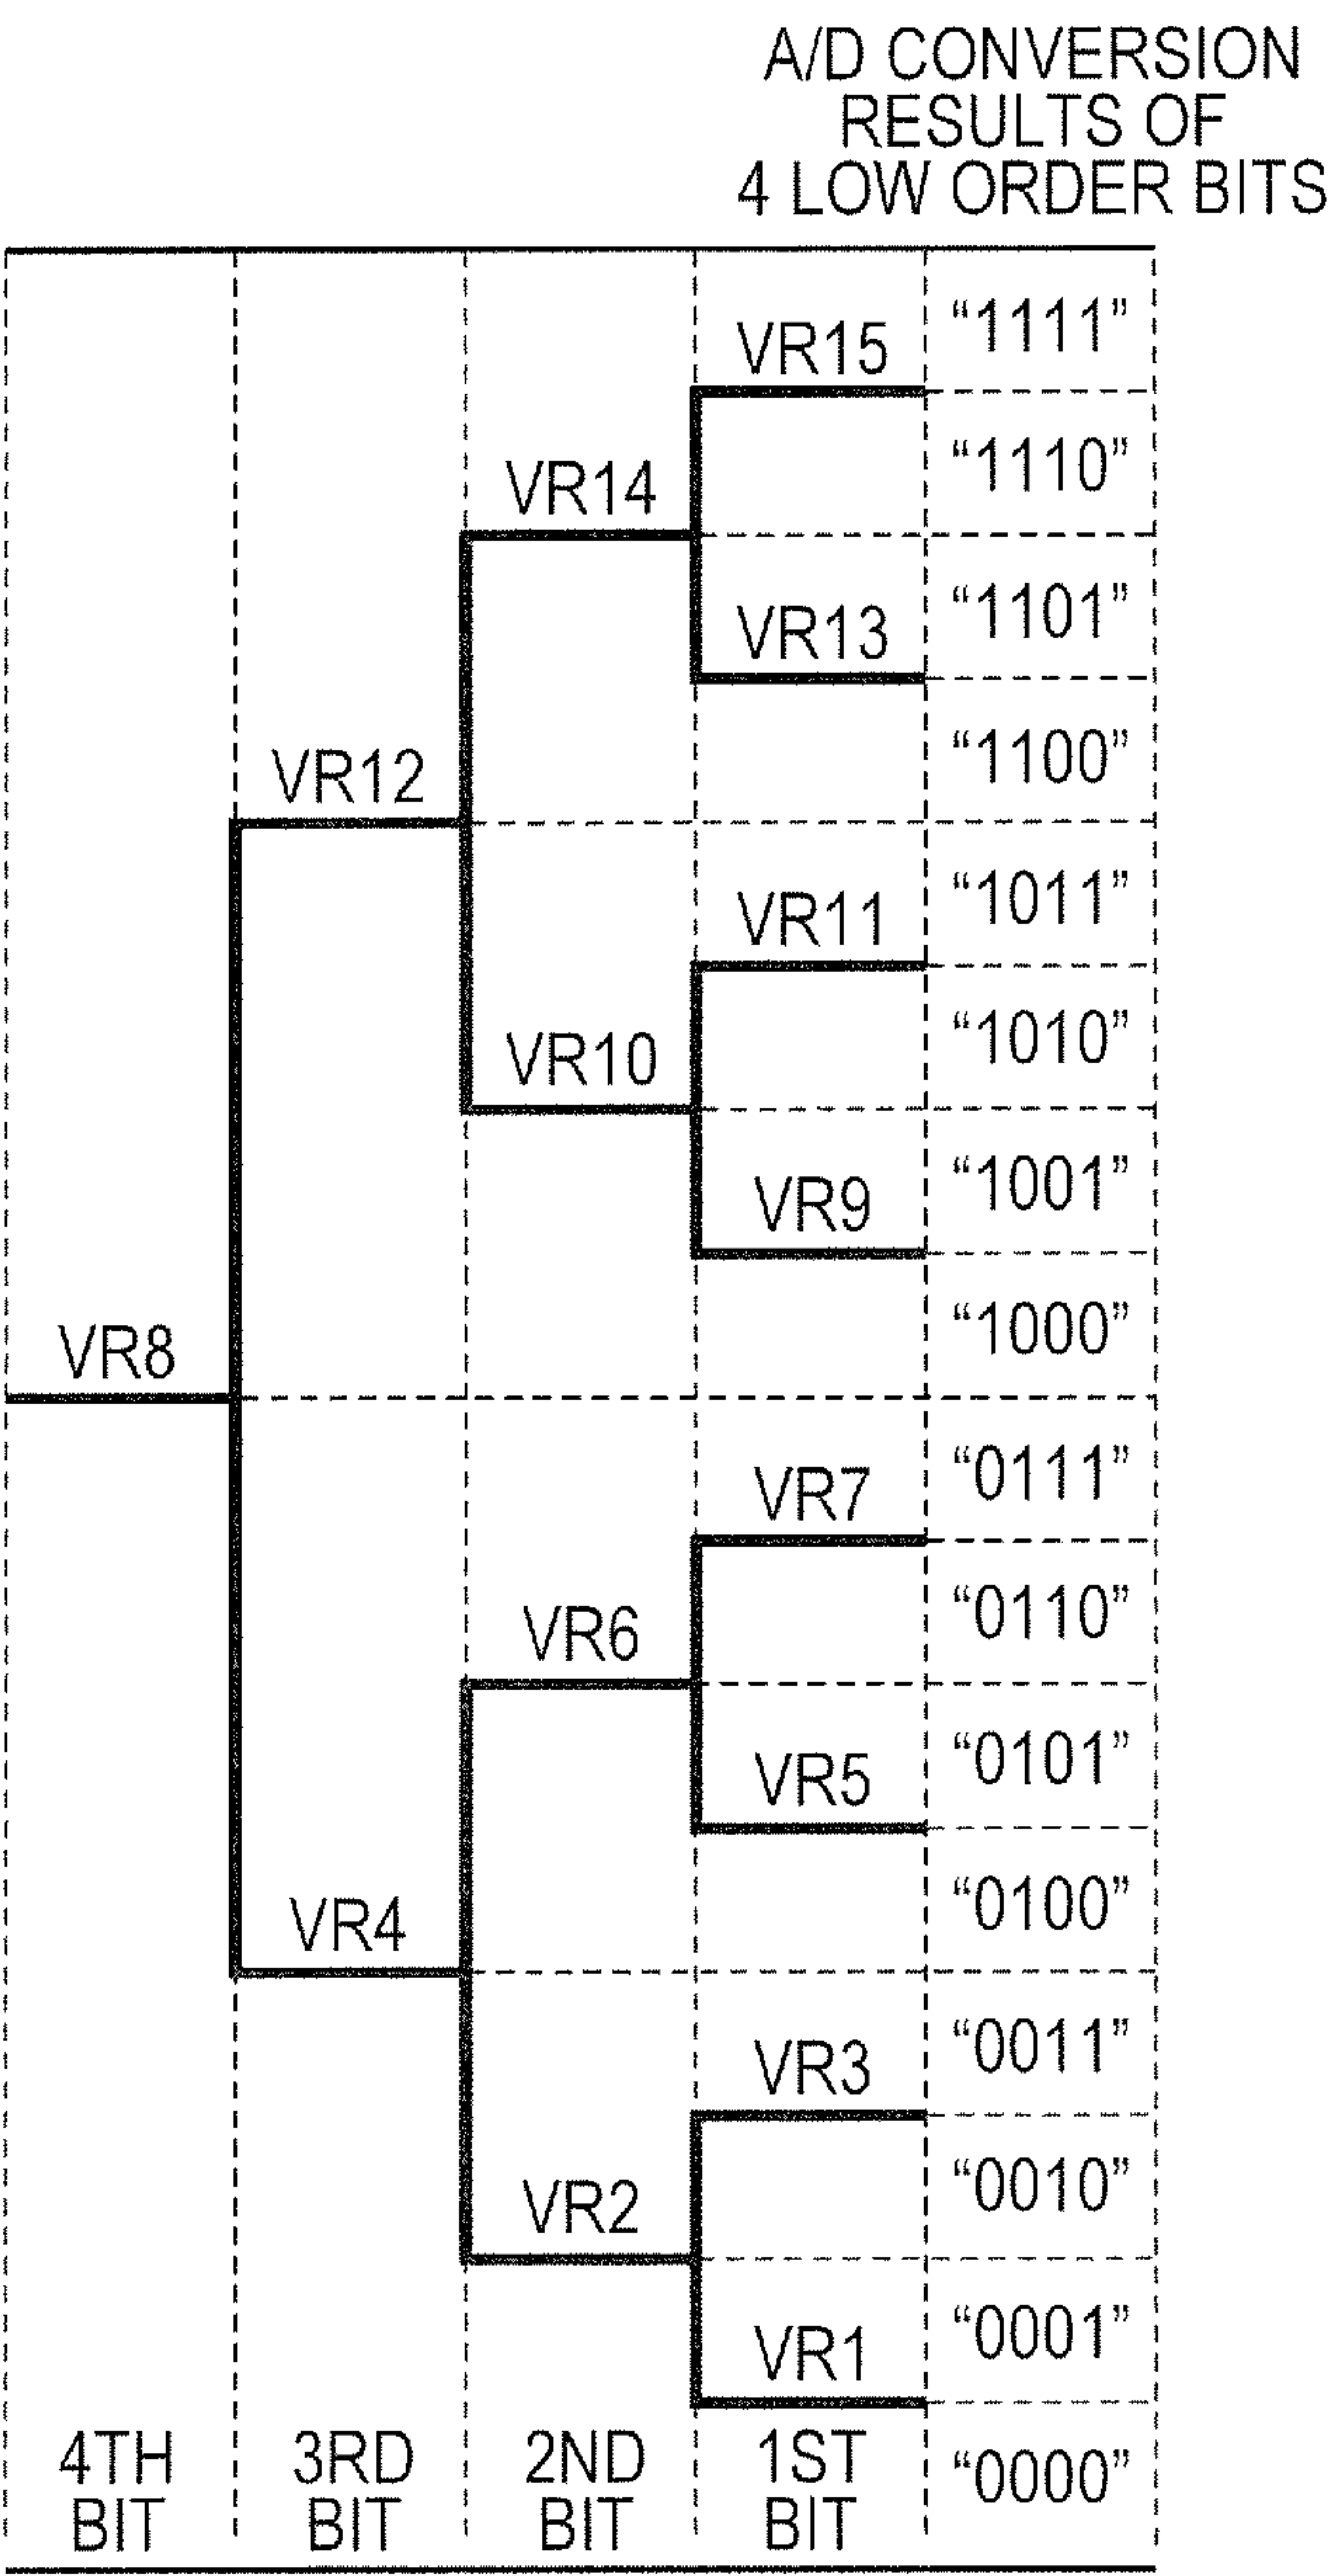 A/D CONVERSION
RESULTS OF
4 LOW ORDER BITS
“1111”
VR15
“1110”
VR14
“1101”
VR13
“1100”
VR12
“1011”
VR11
“1010”
VR10
“1001”
VR9
“1000”
VR8
“0111”
VR7
“0110”
VR6
“0101”
VR5
“0100”
VR4
“0011”
VR3
“0010”
VR2
“0001”
VR1
4TH BIT
3RD BIT
2ND BIT
1ST BIT
“0000”